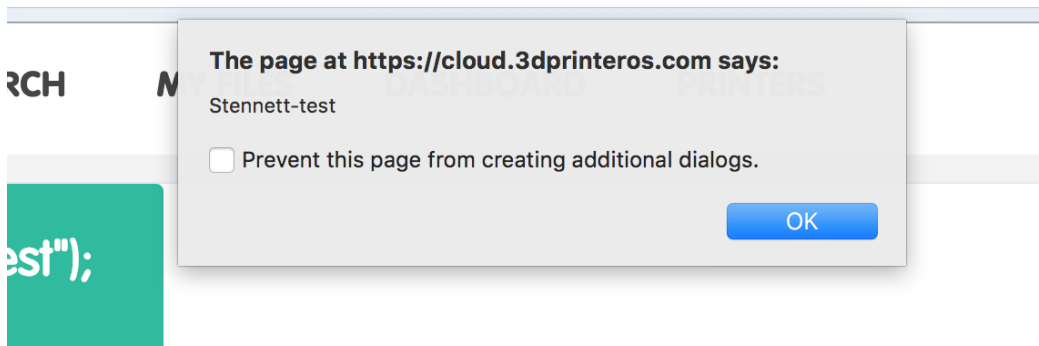 RCH MY FILES DASHBOARD PRINTERS
The page at https://cloud.3dprinteros.com says:
Stennett-test
Prevent this page from creating additional dialogs.
OK
est");